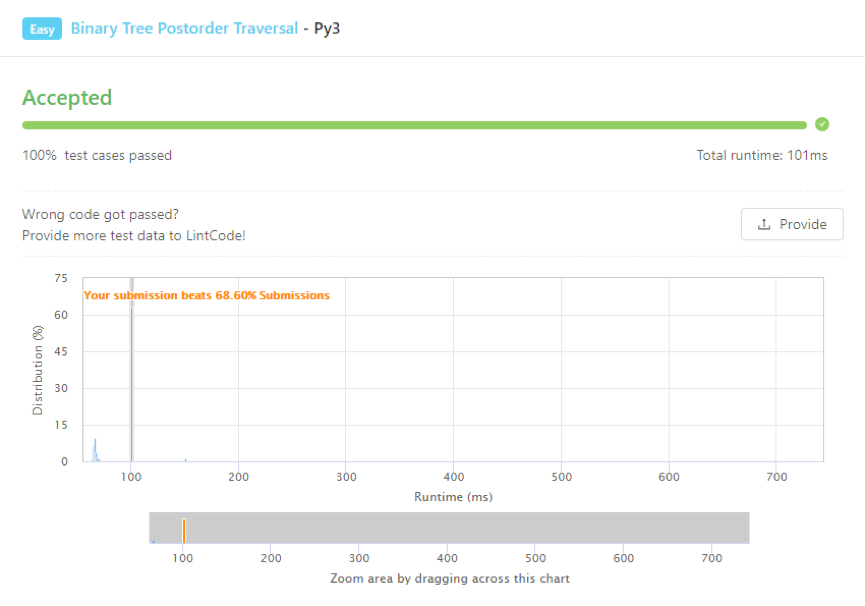 Easy Binary Tree Postorder Traversal - Py3
Accepted
100% test cases passed Total runtime: 101ms
Wrong code got passed?
Provide more test data to LintCode!
Provide
75
60
45
30
15
0
Distribution (%)
Your submission beats 68.60% Submissions
100 200 300 400 500 600 700
Runtime (ms)
100 200 300 400 500 600 700
Zoom area by dragging across this chart